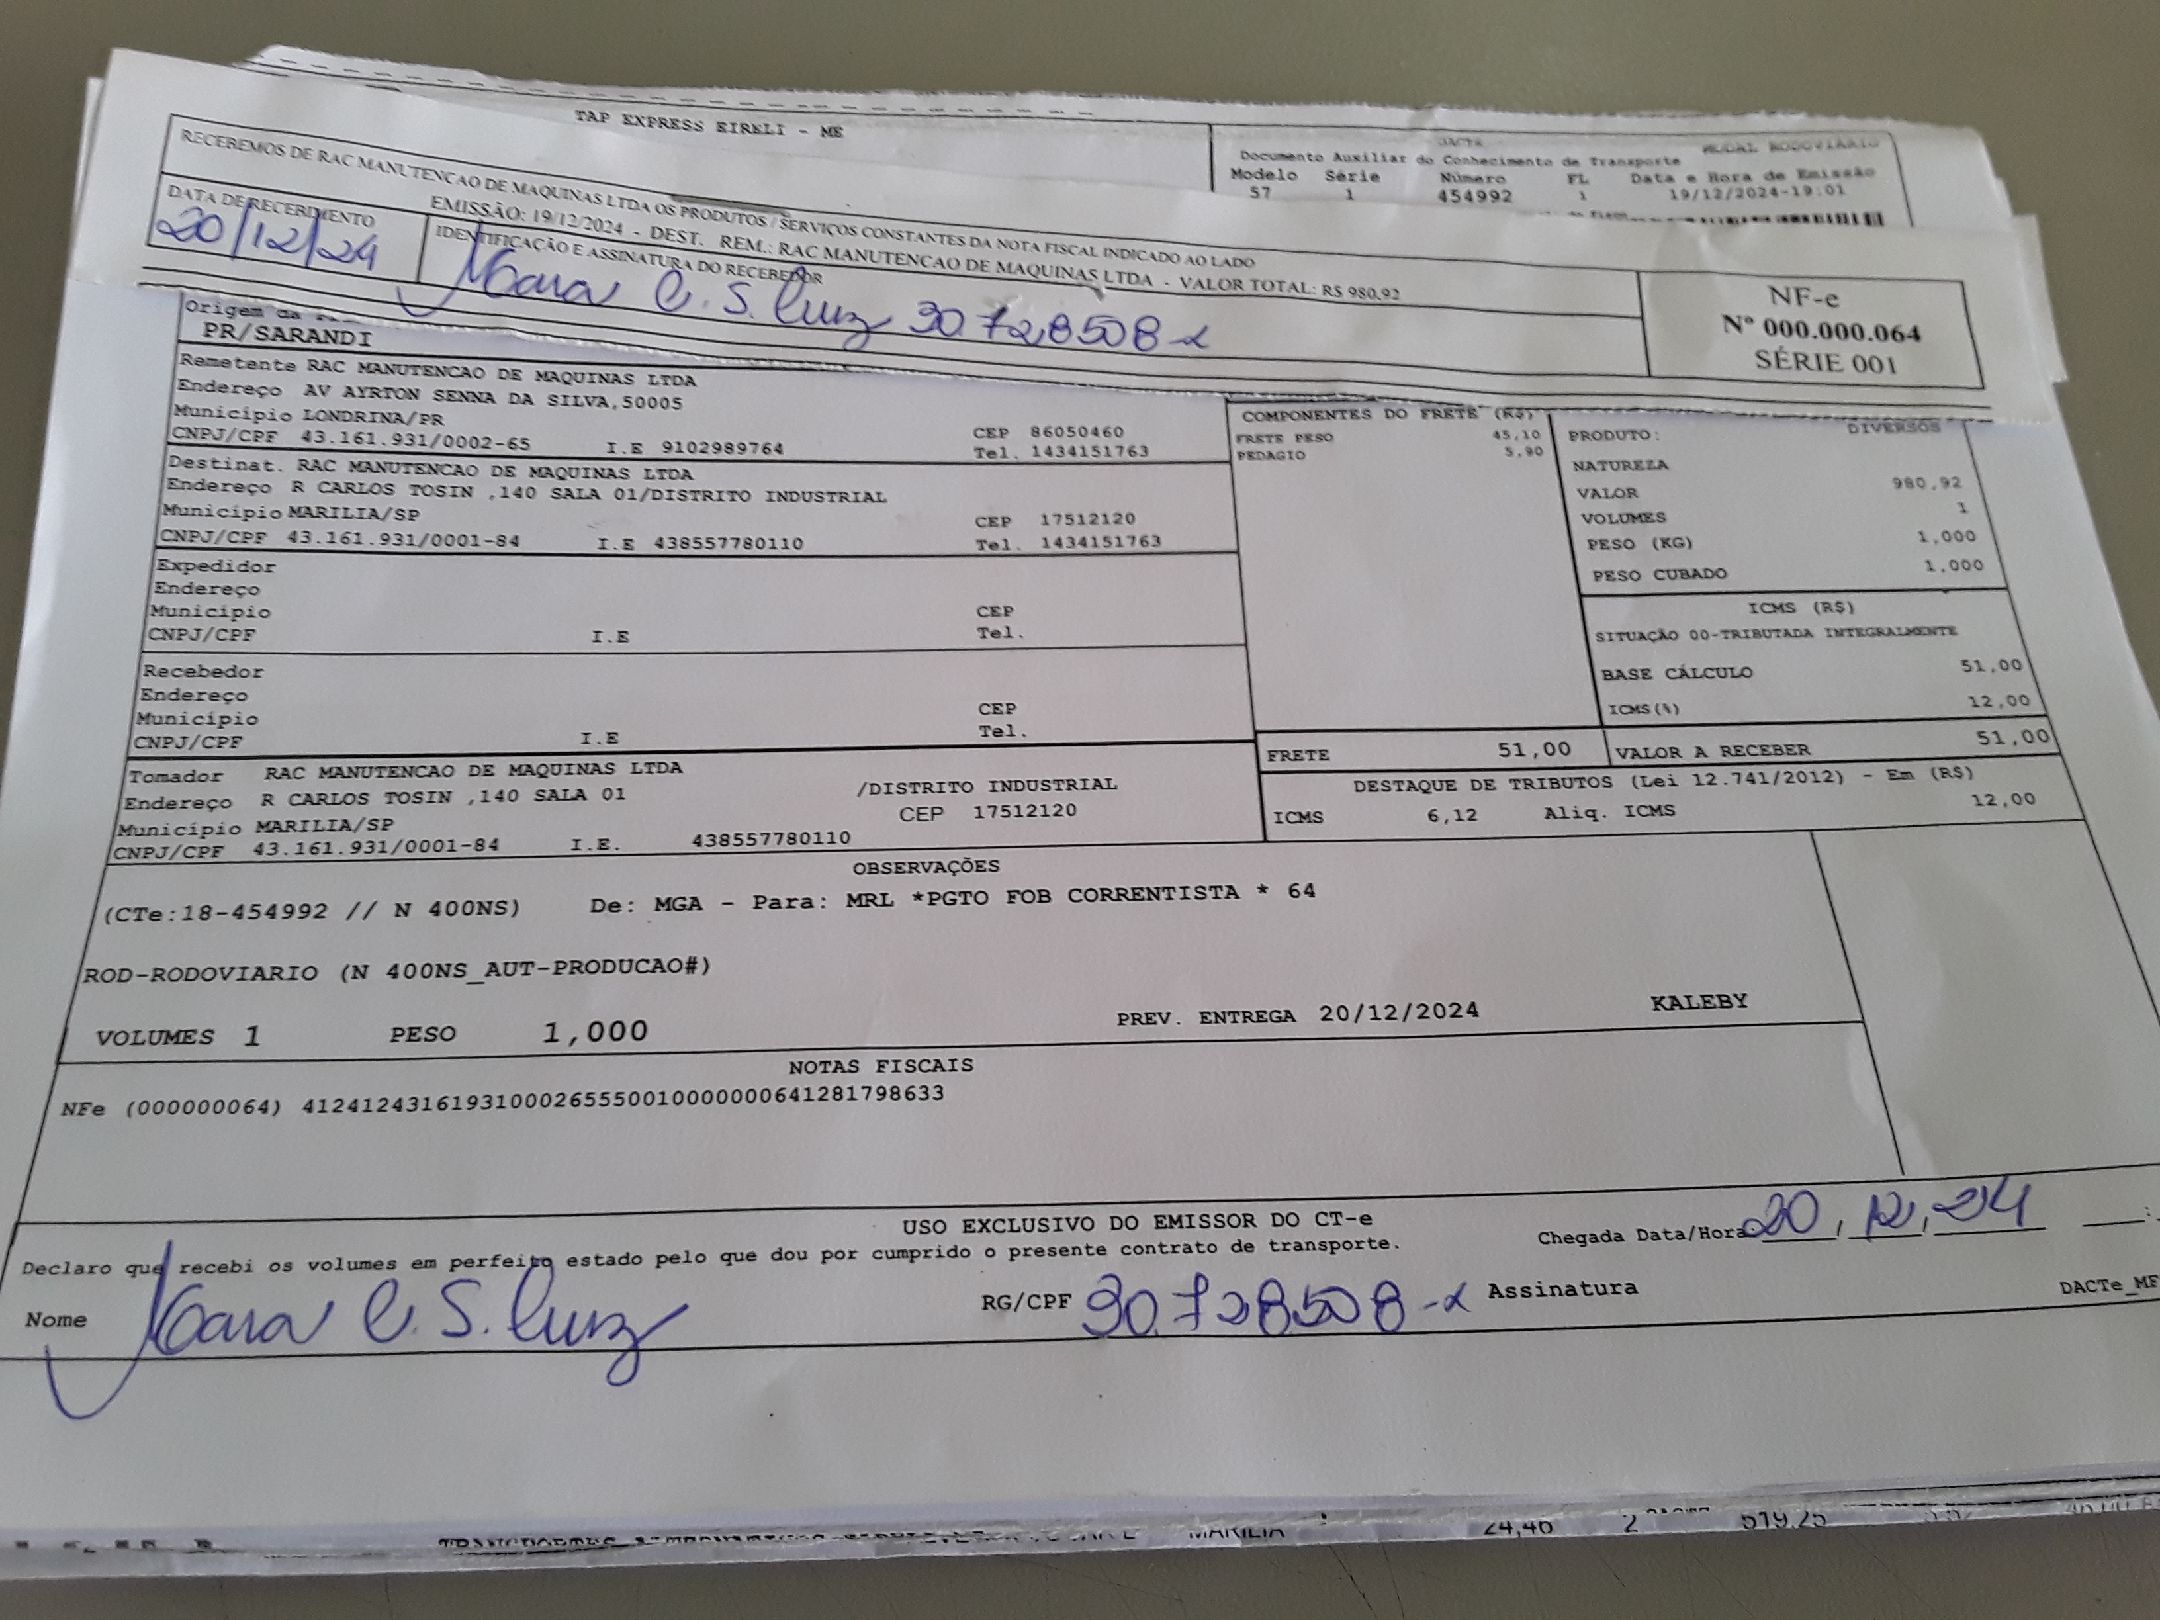 TAP EXPRESS EIRELI - ME
DACTE MODAL RODOVIÁRIO
Documento Auxiliar do Conhecimento de Transporte
Modelo Série Número FL Data e Hora de Emissão
57 1 454992 1 19/12/2024-19:01
RECEBEMOS DE RAC MANUTENCAO DE MAQUINAS LTDA OS PRODUTOS / SERVIÇOS CONSTANTES DA NOTA FISCAL INDICADO AO LADO
EMISSÃO: 19/12/2024 - DEST. REM.: RAC MANUTENCAO DE MAQUINAS LTDA - VALOR TOTAL: R$ 980,92
DATA DE RECEBIMENTO
20/12/24
IDENTIFICAÇÃO E ASSINATURA DO RECEBEDOR
Mara C. S. Luz 30.728508-x
NF-e
Nº 000.000.064
SÉRIE 001
Origem da
PR/SARANDI
Remetente RAC MANUTENCAO DE MAQUINAS LTDA
Endereço AV AYRTON SENNA DA SILVA,50005
Município LONDRINA/PR CEP 86050460
CNPJ/CPF 43.161.931/0002-65 I.E 9102989764 Tel. 1434151763
Destinat. RAC MANUTENCAO DE MAQUINAS LTDA
Endereço R CARLOS TOSIN ,140 SALA 01/DISTRITO INDUSTRIAL
Município MARILIA/SP CEP 17512120
CNPJ/CPF 43.161.931/0001-84 I.E 438557780110 Tel. 1434151763
Expedidor
Endereço
Município CEP
CNPJ/CPF I.E Tel.
Recebedor
Endereço
Município CEP
CNPJ/CPF I.E Tel.
Tomador RAC MANUTENCAO DE MAQUINAS LTDA
Endereço R CARLOS TOSIN ,140 SALA 01 /DISTRITO INDUSTRIAL
Município MARILIA/SP CEP 17512120
CNPJ/CPF 43.161.931/0001-84 I.E. 438557780110
COMPONENTES DO FRETE (R$)
FRETE PESO 45,10
PEDAGIO 5,90
PRODUTO: DIVERSOS
NATUREZA
VALOR 980,92
VOLUMES 1
PESO (KG) 1,000
PESO CUBADO 1,000
ICMS (R$)
SITUAÇÃO 00-TRIBUTADA INTEGRALMENTE
BASE CÁLCULO 51,00
ICMS(%) 12,00
FRETE 51,00 VALOR A RECEBER 51,00
DESTAQUE DE TRIBUTOS (Lei 12.741/2012) - Em (R$)
ICMS 6,12 Aliq. ICMS 12,00
OBSERVAÇÕES
(CTe:18-454992 // N 400NS) De: MGA - Para: MRL *PGTO FOB CORRENTISTA * 64
ROD-RODOVIARIO (N 400NS_AUT-PRODUCAO#)
VOLUMES 1 PESO 1,000 PREV. ENTREGA 20/12/2024 KALEBY
NOTAS FISCAIS
NFe (000000064) 41241243161931000265550010000000641281798633
USO EXCLUSIVO DO EMISSOR DO CT-e
Declaro que recebi os volumes em perfeito estado pelo que dou por cumprido o presente contrato de transporte.
Chegada Data/Hora 20, 12, 24
Nome Mara C. S. Luz RG/CPF 30.728508-x Assinatura
DACTe_MF
MARILIA 24,46 2 519,25